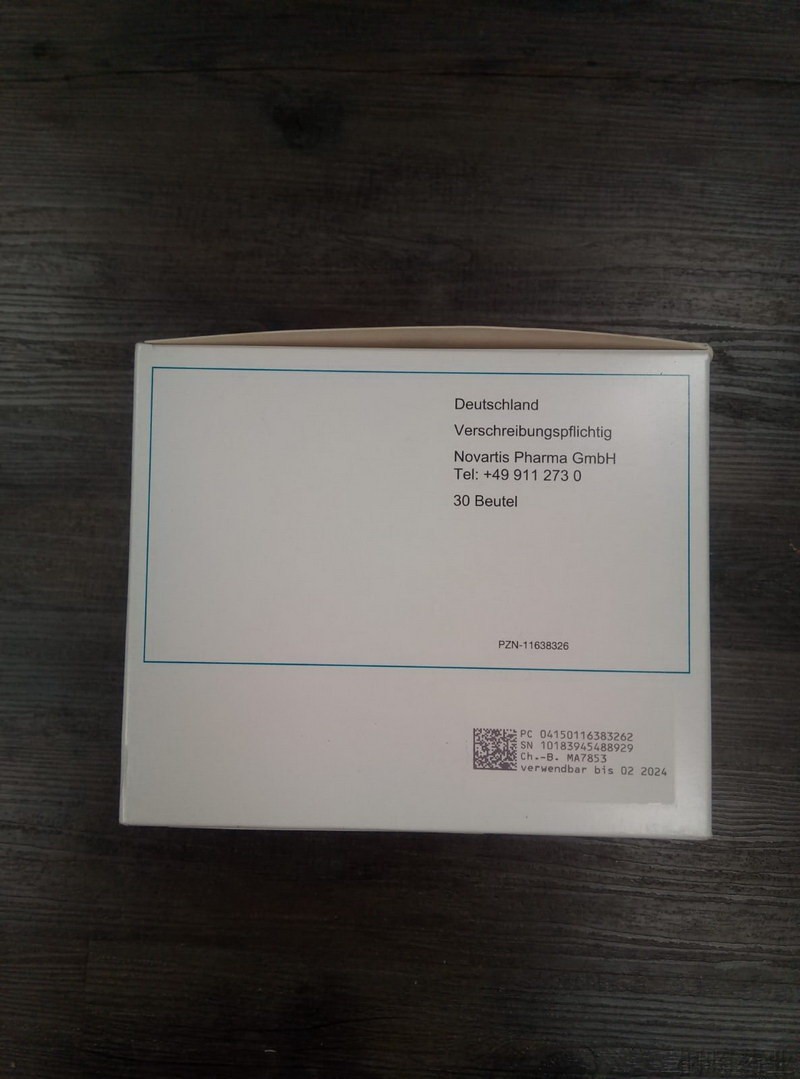 Deutschland
Verschreibungspflichtig
Novartis Pharma GmbH
Tel: +49 911 273 0
30 Beutel
PZN-11638326
PC 04150116383262
SN 10183945488929
Ch.-B. MA7853
verwendbar bis 02 2024